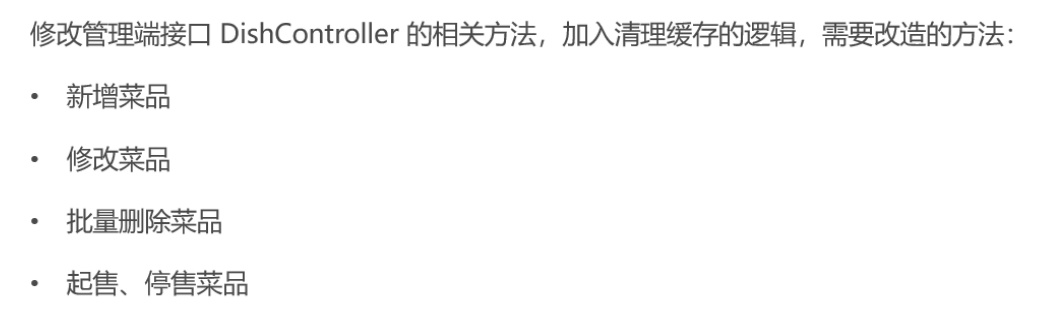 修改管理端接口 DishController 的相关方法，加入清理缓存的逻辑，需要改造的方法：
• 新增菜品
• 修改菜品
• 批量删除菜品
• 起售、停售菜品